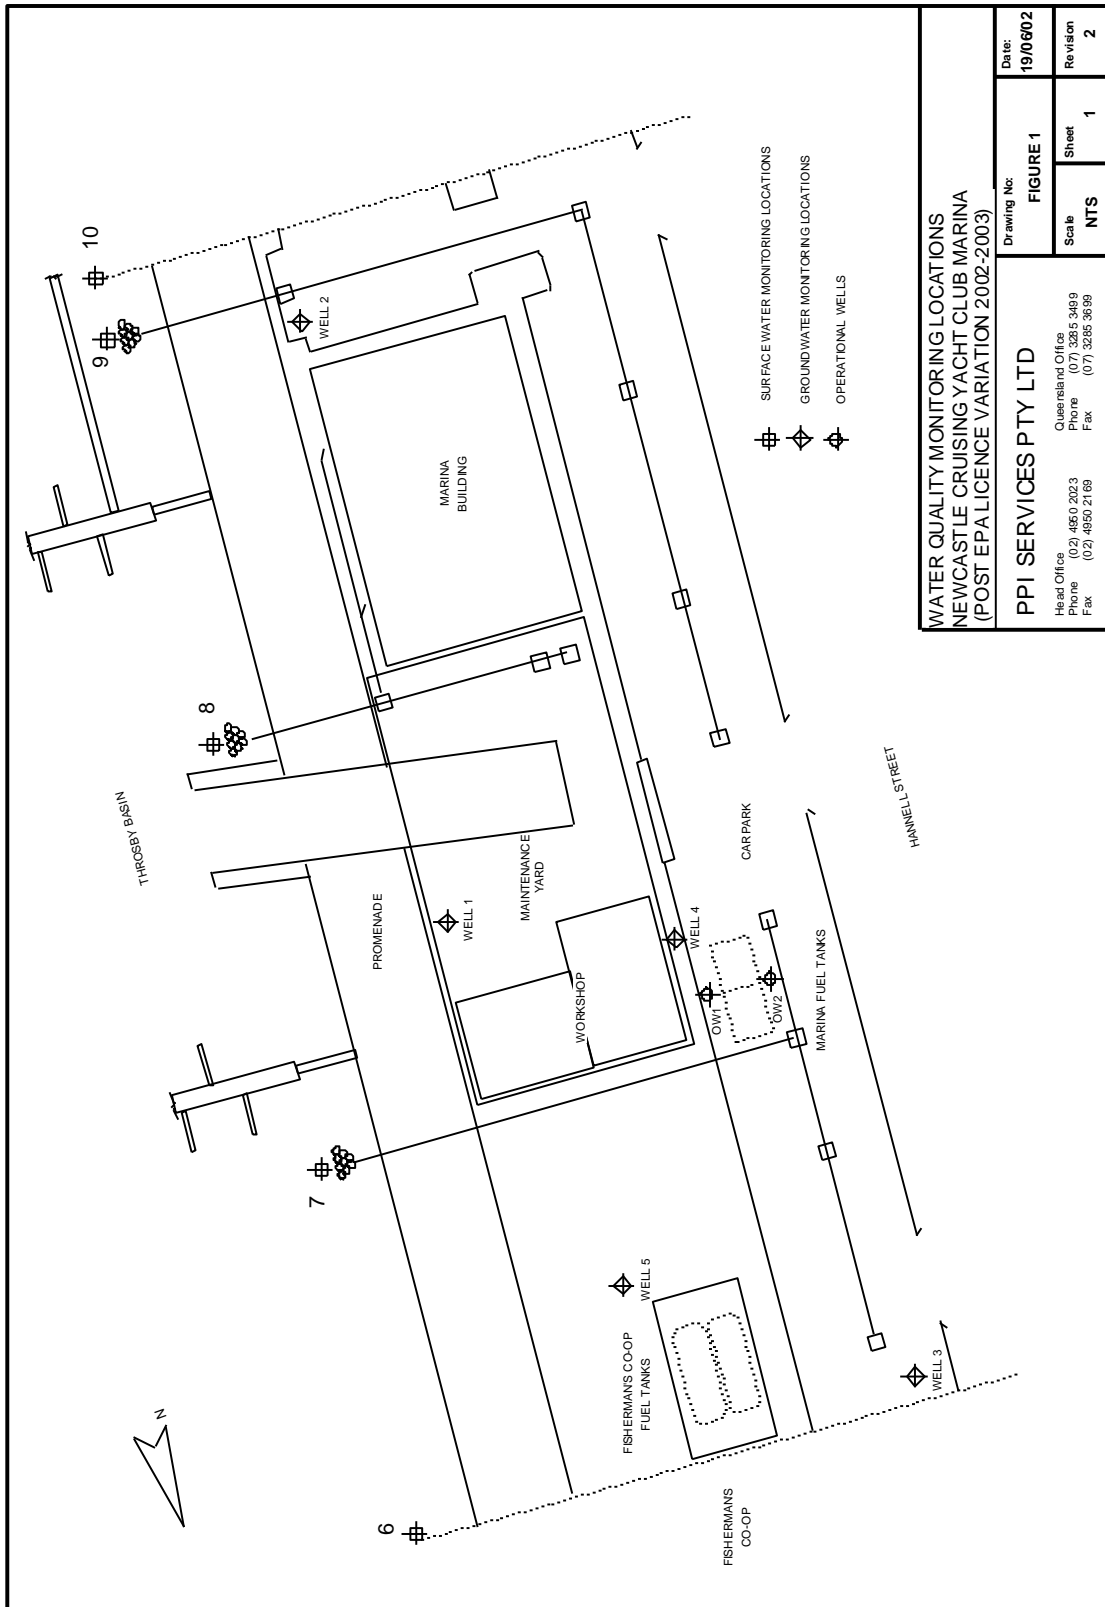 THROSBY BASIN
6
7
8
9
10
N
PROMENADE
WELL 1
WELL 2
MAINTENANCE
YARD
MARINA
BUILDING
WORKSHOP
WELL 4
OW1
OW2
CAR PARK
MARINA FUEL TANKS
WELL 5
FISHERMAN'S CO-OP
FUEL TANKS
FISHERMAN'S
CO-OP
WELL 3
HANNELL STREET
SURFACE WATER MONITORING LOCATIONS
GROUNDWATER MONITORING LOCATIONS
OPERATIONAL WELLS
WATER QUALITY MONITORING LOCATIONS
NEWCASTLE CRUISING YACHT CLUB MARINA
(POST EPA LICENCE VARIATION 2002-2003)
PPI SERVICES PTY LTD
Head Office
Phone (02) 4950 2023
Fax (02) 4950 2169
Queensland Office
Phone (07) 3285 3499
Fax (07) 3285 3699
Drawing No:
FIGURE 1
Date:
19/06/02
Scale
NTS
Sheet
1
Revision
2